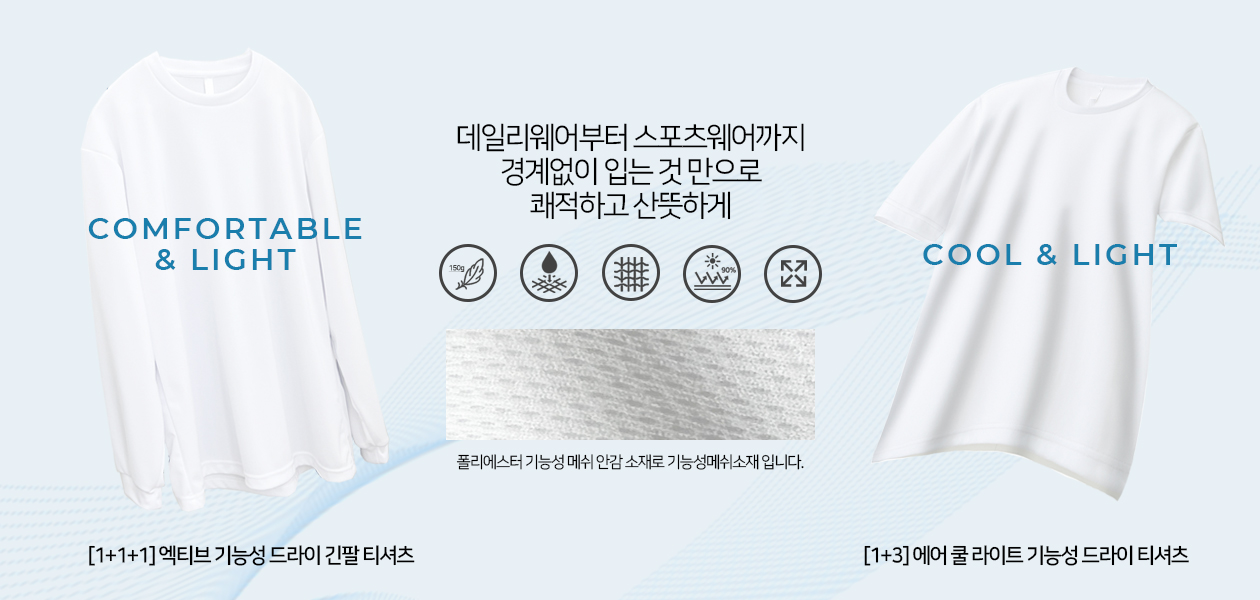 데일리웨어부터 스포츠웨어까지
경계없이 입는 것 만으로
쾌적하고 산뜻하게
COMFORTABLE
& LIGHT
COOL & LIGHT
150g
90%
폴리에스터 기능성 메쉬 안감 소재로 기능성메쉬소재 입니다.
[1+1+1] 엑티브 기능성 드라이 긴팔 티셔츠
[1+3] 에어 쿨 라이트 기능성 드라이 티셔츠